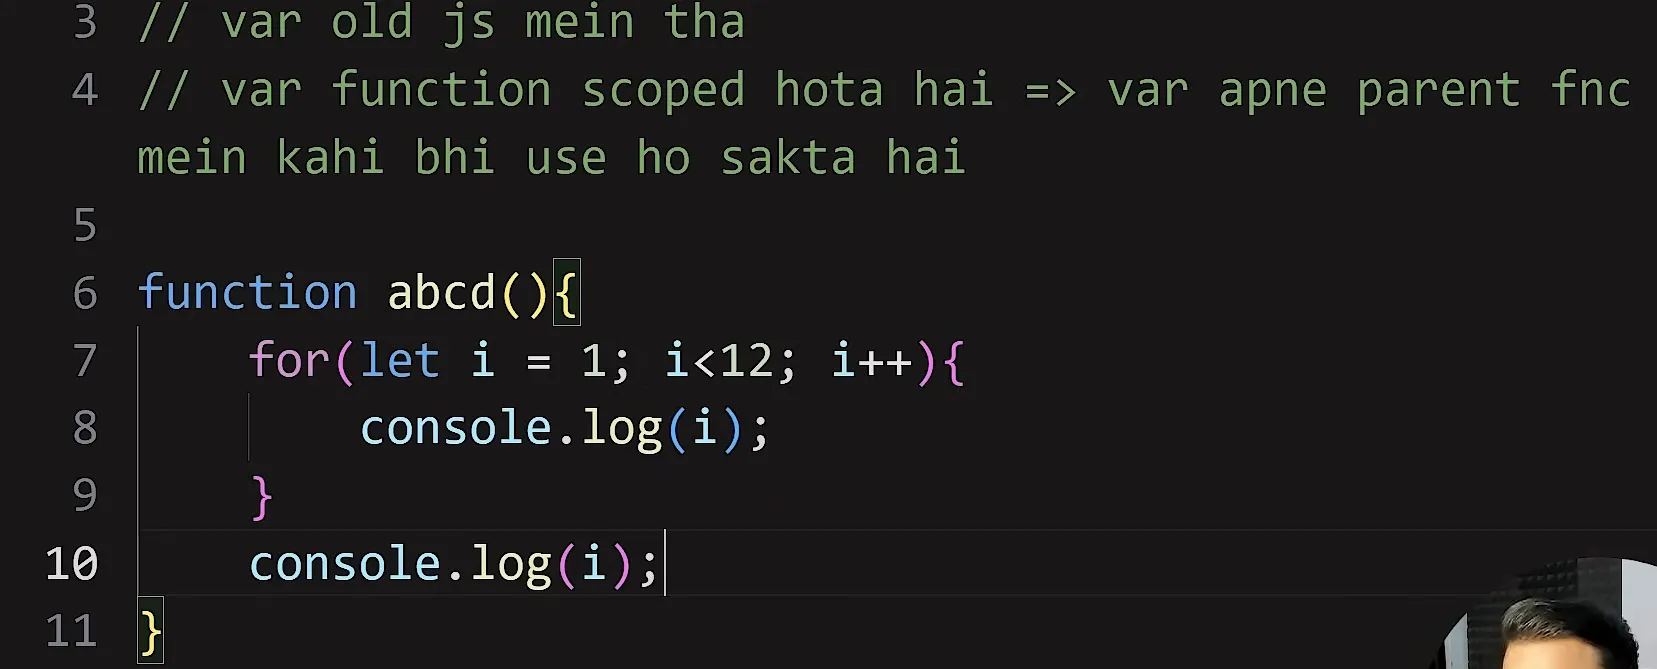 3 // var old js mein tha
4 // var function scoped hota hai => var apne parent fnc
mein kahi bhi use ho sakta hai
5
6 function abcd(){
7 for(let i = 1; i<12; i++){
8 console.log(i);
9 }
10 console.log(i);
11 }